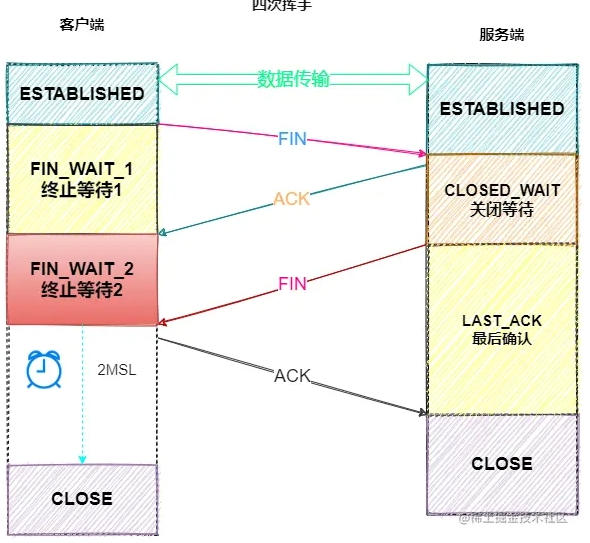 四次挥手
客户端
服务端
ESTABLISHED
数据传输
ESTABLISHED
FIN
FIN_WAIT_1
终止等待1
CLOSED_WAIT
关闭等待
ACK
FIN_WAIT_2
终止等待2
FIN
LAST_ACK
最后确认
2MSL
ACK
CLOSE
CLOSE
@稀土掘金技术社区